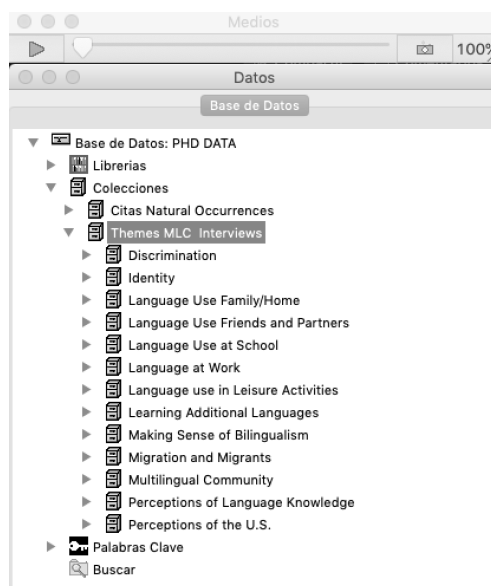 Medios
100%
Datos
Base de Datos
Base de Datos: PHD DATA
Librerias
Colecciones
Citas Natural Occurrences
Themes MLC Interviews
Discrimination
Identity
Language Use Family/Home
Language Use Friends and Partners
Language Use at School
Language at Work
Language use in Leisure Activities
Learning Additional Languages
Making Sense of Bilingualism
Migration and Migrants
Multilingual Community
Perceptions of Language Knowledge
Perceptions of the U.S.
Palabras Clave
Buscar